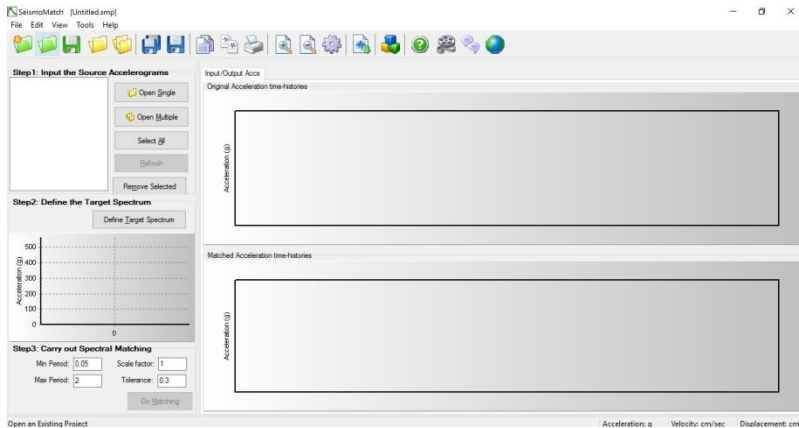 SeismoMatch [Untitled.smp]
File Edit View Tools Help
Step1: Input the Source Accelerograms
Open Single
Open Multiple
Select All
Refresh
Remove Selected
Step2: Define the Target Spectrum
Define Target Spectrum
Acceleration (g)
500
400
300
200
100
0
0
Step3: Carry out Spectral Matching
Min Period: 0.05 Scale factor: 1
Max Period: 2 Tolerance: 0.3
Do Matching
Input/Output Accs
Original Acceleration time-histories
Acceleration (g)
Matched Acceleration time-histories
Acceleration (g)
Open an Existing Project
Acceleration: g Velocity: cm/sec Displacement: cm